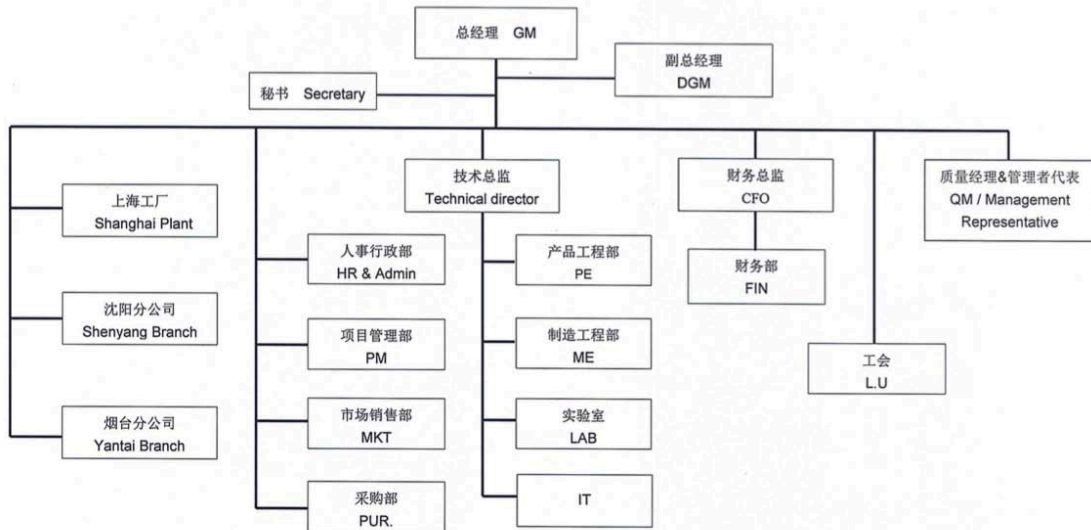 总经理 GM
副总经理
DGM
秘书 Secretary
技术总监
Technical director
财务总监
CFO
质量经理&管理者代表
QM / Management
Representative
上海工厂
Shanghai Plant
人事行政部
HR & Admin
产品工程部
PE
财务部
FIN
沈阳分公司
Shenyang Branch
项目管理部
PM
制造工程部
ME
工会
L.U
烟台分公司
Yantai Branch
市场销售部
MKT
实验室
LAB
采购部
PUR.
IT